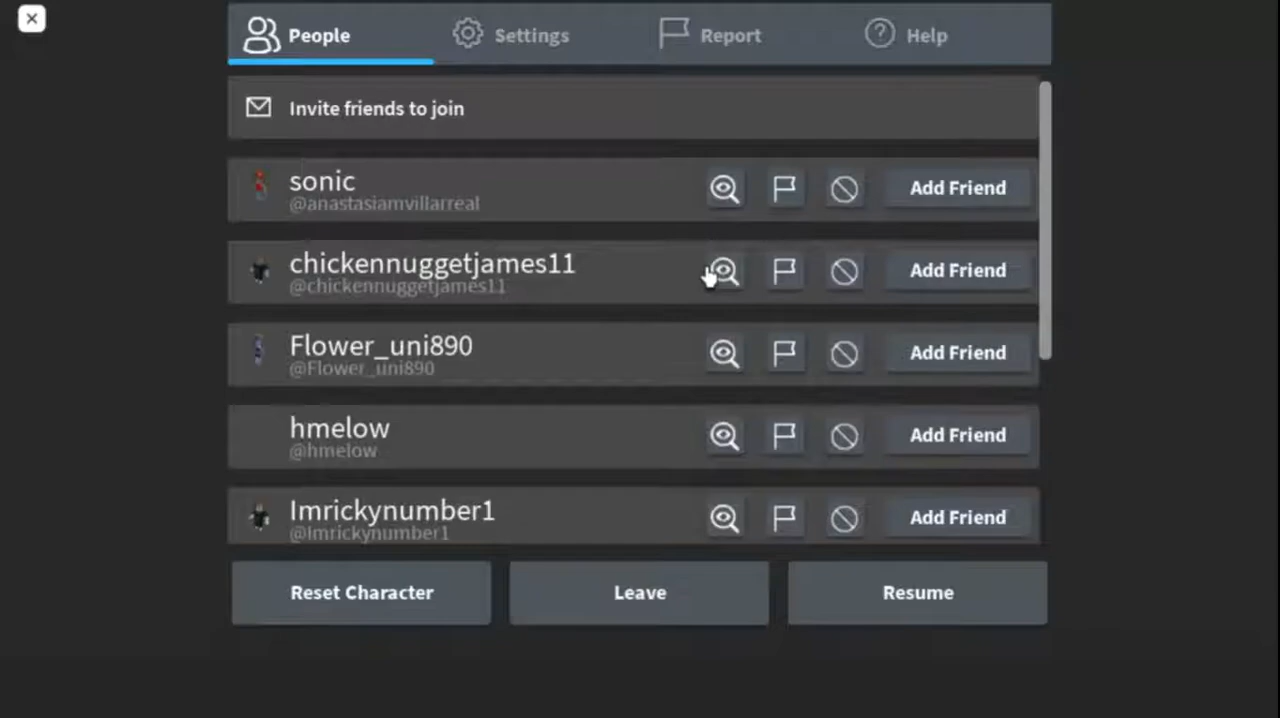 People
Settings
Report
Help
Invite friends to join
sonic
@anastasiamvillarreal
Add Friend
chickennuggetjames11
@chickennuggetjames11
Add Friend
Flower_uni890
@Flower_uni890
Add Friend
hmelow
@hmelow
Add Friend
Imrickynumber1
@Imrickynumber1
Add Friend
Reset Character
Leave
Resume